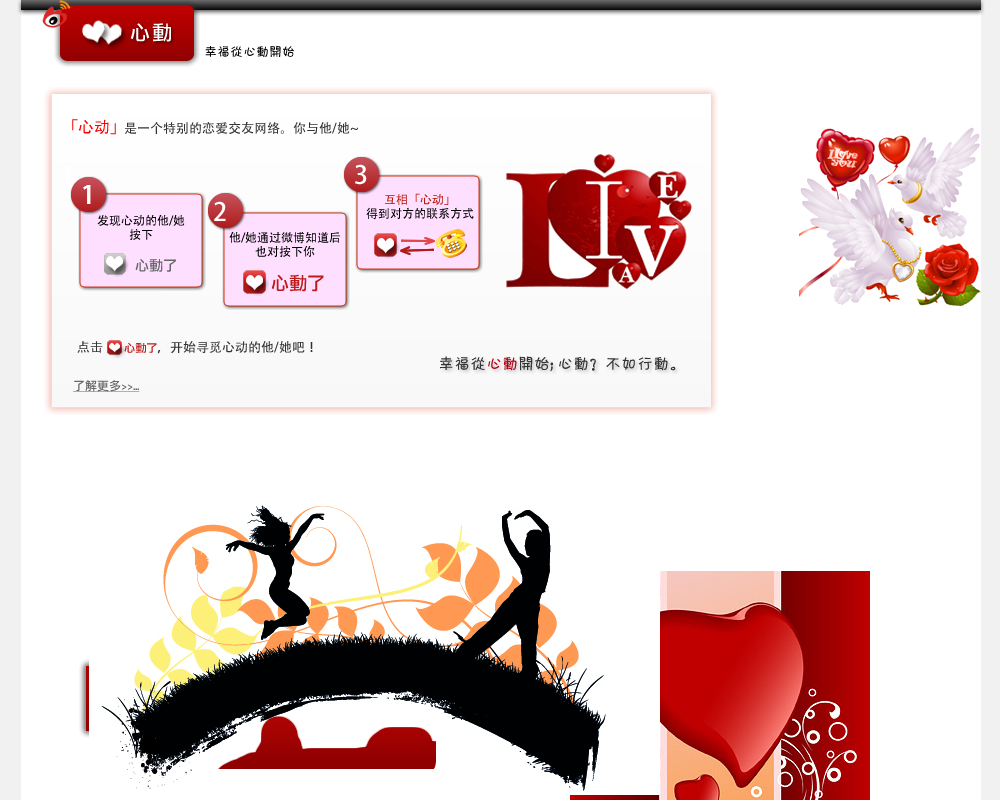 心動
幸福從心動開始
「心动」是一个特别的恋爱交友网络。你与他/她~
1
发现心动的他/她
按下
心動了
2
他/她通过微博知道后
也对按下你
心動了
3
互相「心动」
得到对方的联系方式
I Love
you!
LOVE
IS
点击 心動了, 开始寻觅心动的他/她吧！
幸福從心動開始;心動? 不如行動。
了解更多>>...